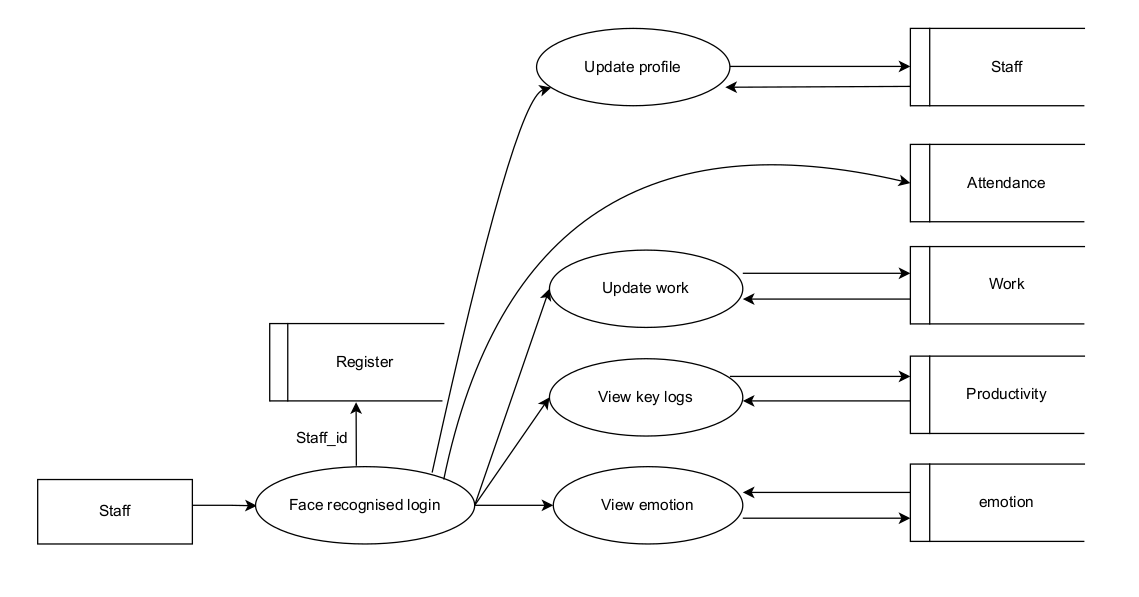 Update profile
Staff
Attendance
Update work
Work
Register
View key logs
Productivity
Staff_id
Staff
Face recognised login
View emotion
emotion